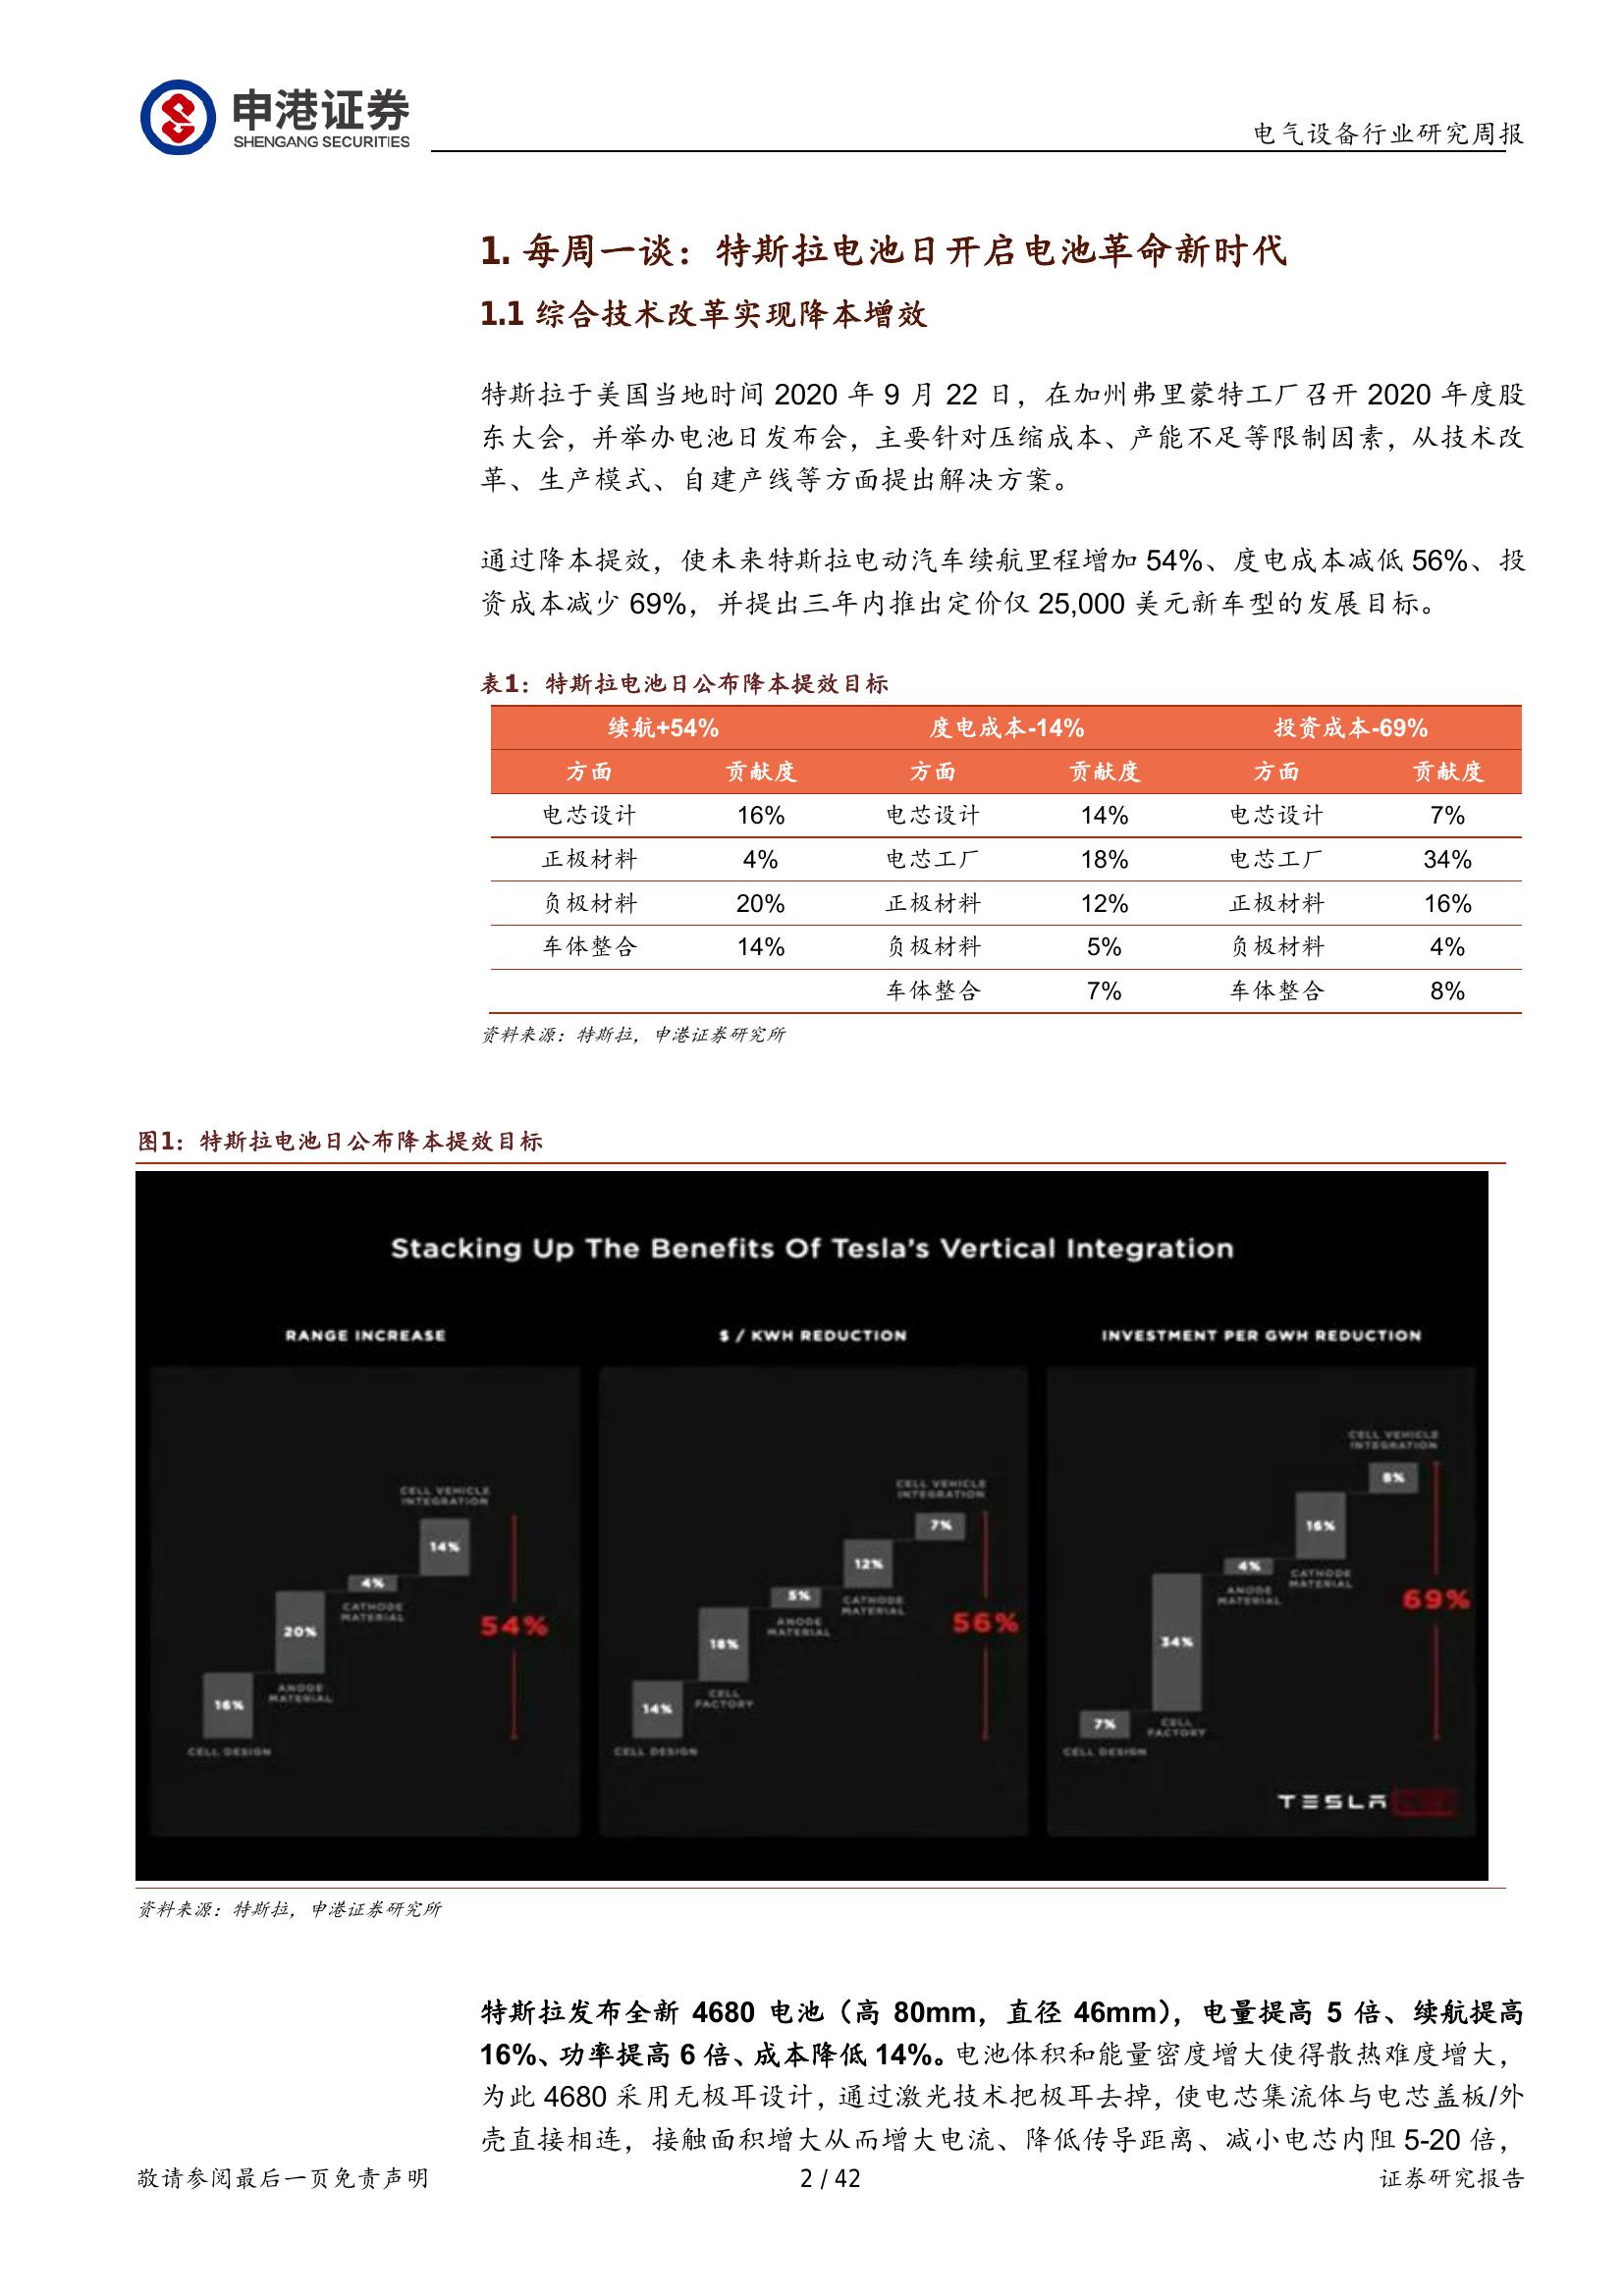 申港证券
SHENGANG SECURITIES
电气设备行业研究周报
1. 每周一谈：特斯拉电池日开启电池革命新时代
1.1 综合技术改革实现降本增效
特斯拉于美国当地时间 2020 年 9 月 22 日，在加州弗里蒙特工厂召开 2020 年度股
东大会，并举办电池日发布会，主要针对压缩成本、产能不足等限制因素，从技术改
革、生产模式、自建产线等方面提出解决方案。
通过降本提效，使未来特斯拉电动汽车续航里程增加 54%、度电成本减低 56%、投
资成本减少 69%，并提出三年内推出定价仅 25,000 美元新车型的发展目标。
表1：特斯拉电池日公布降本提效目标
续航+54% 度电成本-14% 投资成本-69%
方面 贡献度 方面 贡献度 方面 贡献度
电芯设计 16% 电芯设计 14% 电芯设计 7%
正极材料 4% 电芯工厂 18% 电芯工厂 34%
负极材料 20% 正极材料 12% 正极材料 16%
车体整合 14% 负极材料 5% 负极材料 4%
车体整合 7% 车体整合 8%
资料来源：特斯拉，申港证券研究所
图1：特斯拉电池日公布降本提效目标
Stacking Up The Benefits Of Tesla's Vertical Integration
RANGE INCREASE
CELL VEHICLE
INTEGRATION
14%
4%
CATHODE
MATERIAL
20%
ANODE
MATERIAL
16%
CELL DESIGN
54%
$ / KWH REDUCTION
CELL VEHICLE
INTEGRATION
7%
12%
CATHODE
MATERIAL
5%
ANODE
MATERIAL
18%
CELL
FACTORY
14%
CELL DESIGN
56%
INVESTMENT PER GWH REDUCTION
CELL VEHICLE
INTEGRATION
8%
16%
CATHODE
MATERIAL
4%
ANODE
MATERIAL
34%
CELL
FACTORY
7%
CELL DESIGN
69%
TESLA
资料来源：特斯拉，申港证券研究所
特斯拉发布全新 4680 电池（高 80mm，直径 46mm），电量提高 5 倍、续航提高
16%、功率提高 6 倍、成本降低 14%。电池体积和能量密度增大使得散热难度增大，
为此 4680 采用无极耳设计，通过激光技术把极耳去掉，使电芯集流体与电芯盖板/外
壳直接相连，接触面积增大从而增大电流、降低传导距离、减小电芯内阻 5-20 倍，
敬请参阅最后一页免责声明
2 / 42
证券研究报告